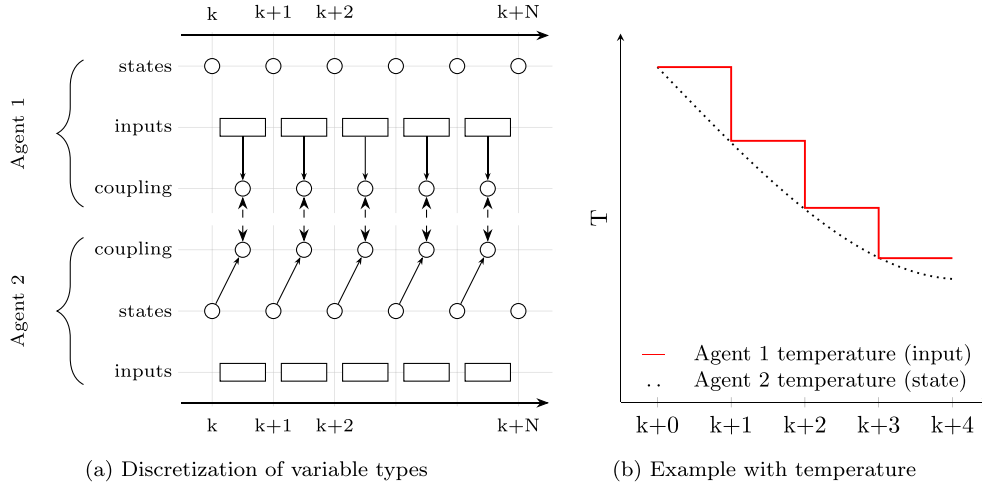 k k+1 k+2 k+N
states
inputs
coupling
Agent 1
coupling
states
inputs
Agent 2
k k+1 k+2 k+N
(a) Discretization of variable types
T
Agent 1 temperature (input)
Agent 2 temperature (state)
k+0 k+1 k+2 k+3 k+4
(b) Example with temperature